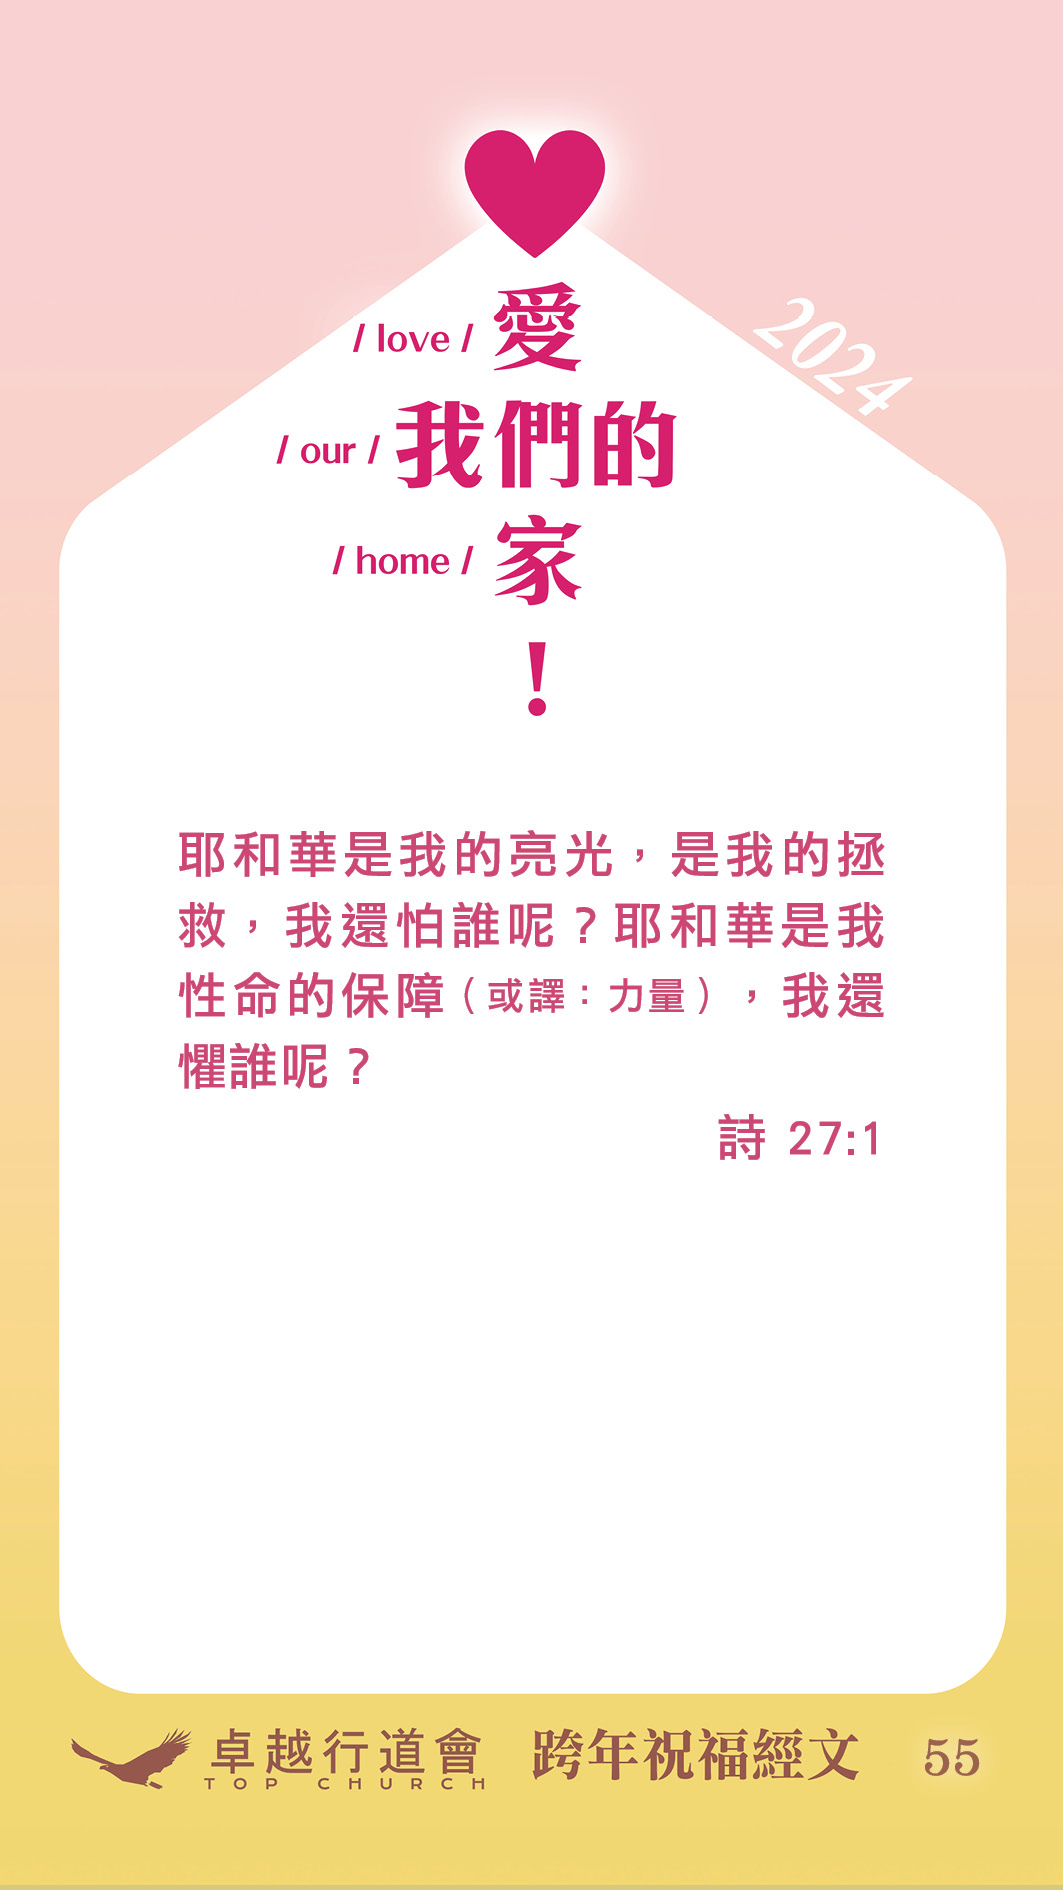 / love / 愛
2024
/ our / 我們的
/ home / 家
!
耶和華是我的亮光，是我的拯
救，我還怕誰呢？耶和華是我
性命的保障（或譯：力量），我還
懼誰呢？
詩 27:1
卓越行道會 跨年祝福經文 55
TOP CHURCH